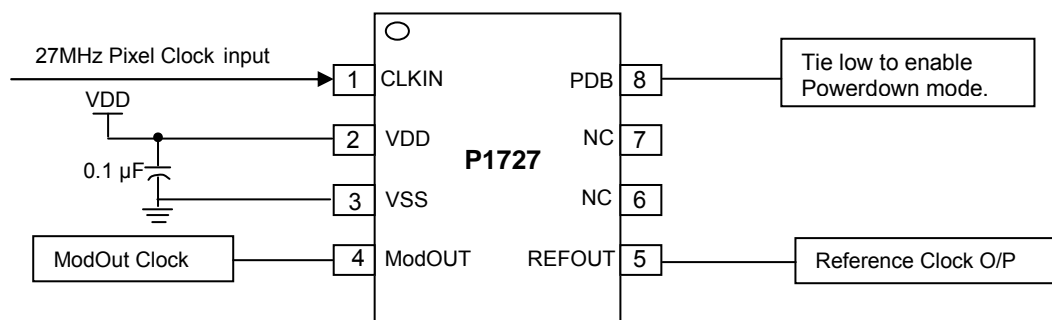 27MHz Pixel Clock input
1 CLKIN
VDD
2 VDD
0.1 µF
3 VSS
ModOut Clock
4 ModOUT
P1727
PDB 8
Tie low to enable
Powerdown mode.
NC 7
NC 6
REFOUT 5
Reference Clock O/P